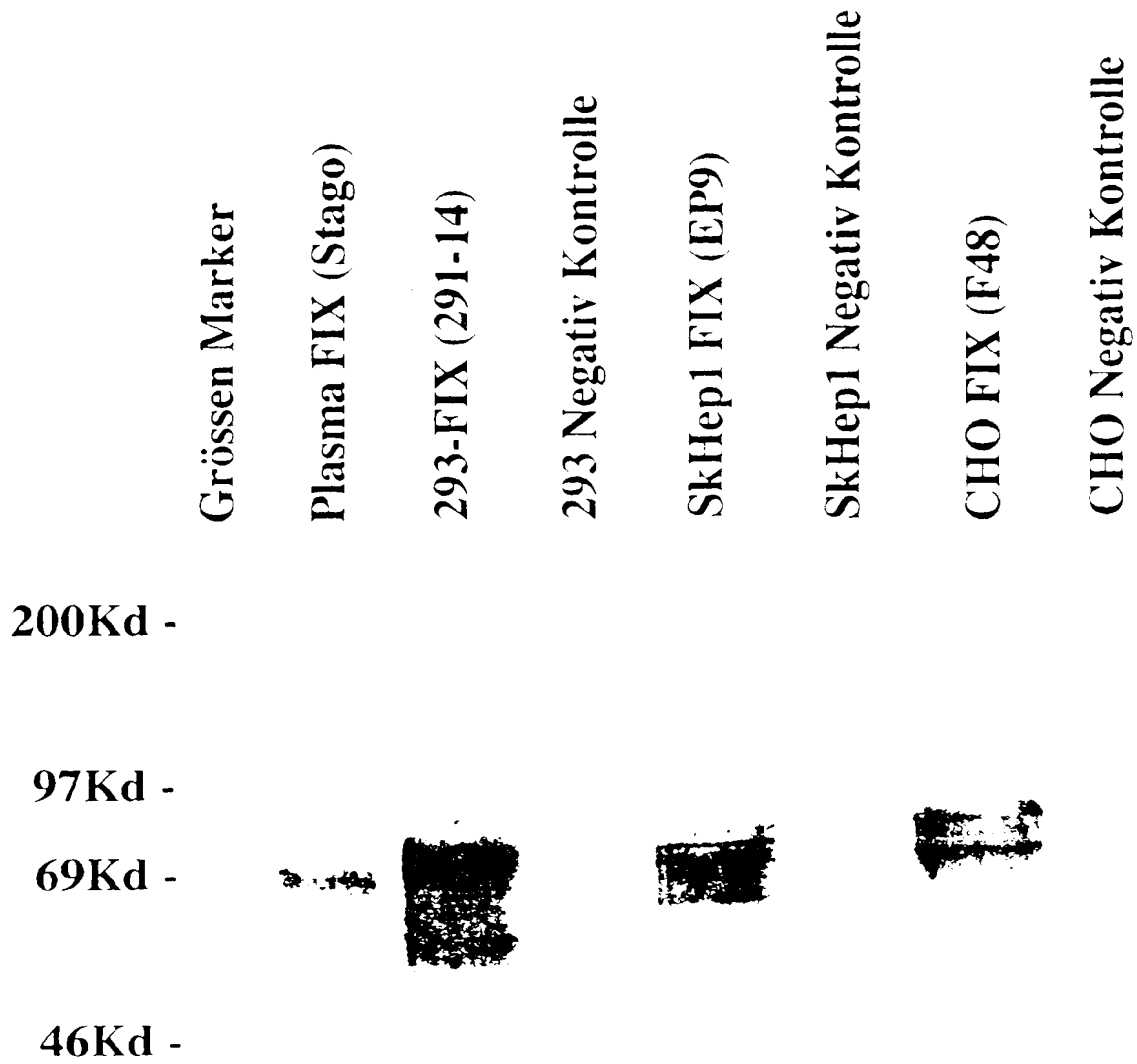 Grössen Marker
Plasma FIX (Stago)
293-FIX (291-14)
293 Negativ Kontrolle
SkHep1 FIX (EP9)
SkHep1 Negativ Kontrolle
CHO FIX (F48)
CHO Negativ Kontrolle
200Kd -
97Kd -
69Kd -
46Kd -